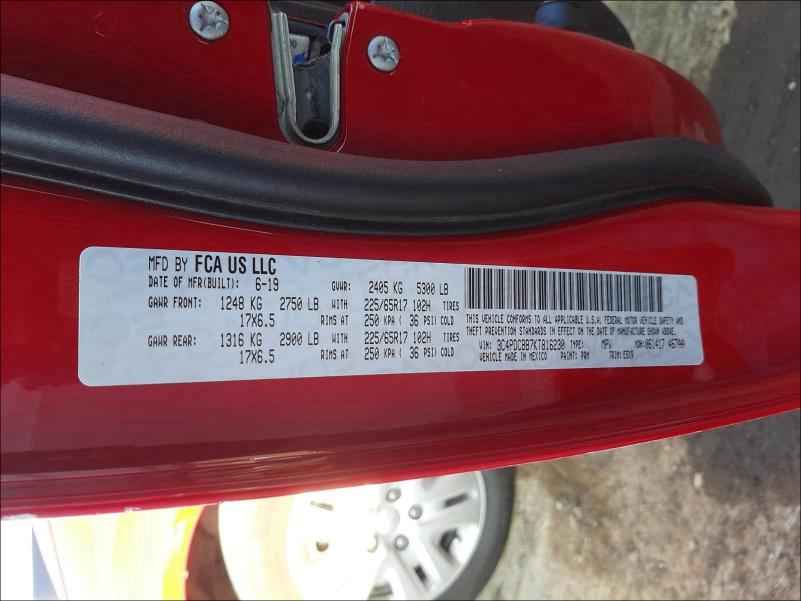 MFD BY FCA US LLC
DATE OF MFR(BUILT): 6-19 GVWR: 2405 KG 5300 LB
GAWR FRONT: 1248 KG 2750 LB WITH 225/65R17 102H TIRES
17X6.5 RIMS AT 250 KPA ( 36 PSI) COLD
GAWR REAR: 1316 KG 2900 LB WITH 225/65R17 102H TIRES
17X6.5 RIMS AT 250 KPA ( 36 PSI) COLD
THIS VEHICLE CONFORMS TO ALL APPLICABLE U.S.A. FEDERAL MOTOR VEHICLE SAFETY AND
THEFT PREVENTION STANDARDS IN EFFECT ON THE DATE OF MANUFACTURE SHOWN ABOVE.
VIN: 3C4PDCBB7KT816230 TYPE: MPV MDH: 061417 467AA
VEHICLE MADE IN MEXICO PAINT: PRM TRIM: E5X9